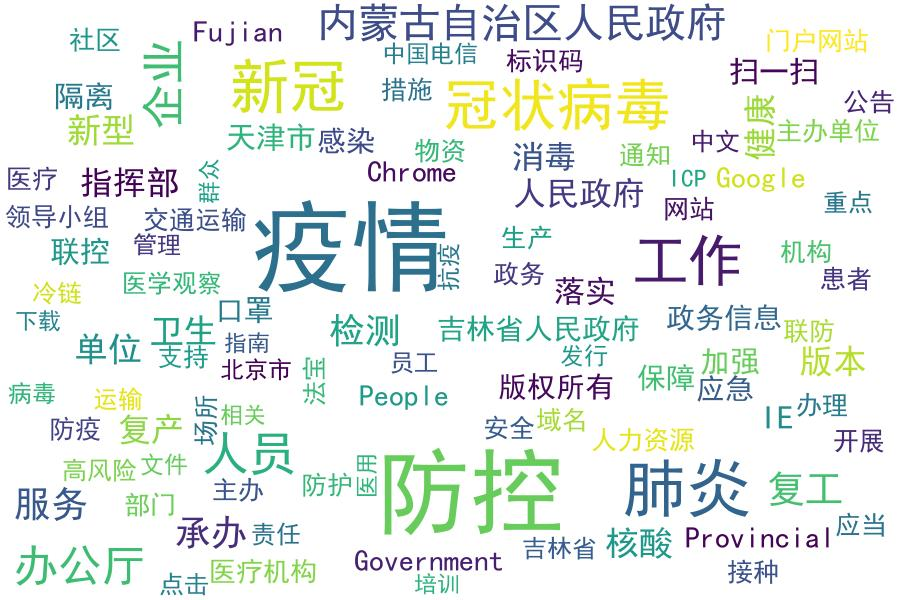 内蒙古自治区人民政府
Fujian
社区
企业
中国电信
标识码
门户网站
新冠
扫一扫
隔离
措施
冠状病毒
公告
新型
天津市
感染
健康
主办单位
物资
消毒
通知
中文
医疗
指挥部
群众
Chrome
人民政府
ICP
Google
领导小组
交通运输
疫情
网站
重点
联控
管理
抗疫
生产
工作
机构
冷链
医学观察
政务
落实
患者
下载
口罩
单位
卫生
指南
检测
吉林省人民政府
政务信息
联防
支持
北京市
法宝
员工
发行
加强
版本
病毒
运输
场所
相关
People
版权所有
保障
应急
防疫
复产
安全
域名
IE
办理
人力资源
开展
高风险
文件
人员
防护
医用
防控
肺炎
复工
服务
部门
主办
承办
责任
吉林省
核酸
Provincial
应当
办公厅
点击
医疗机构
Government
培训
接种